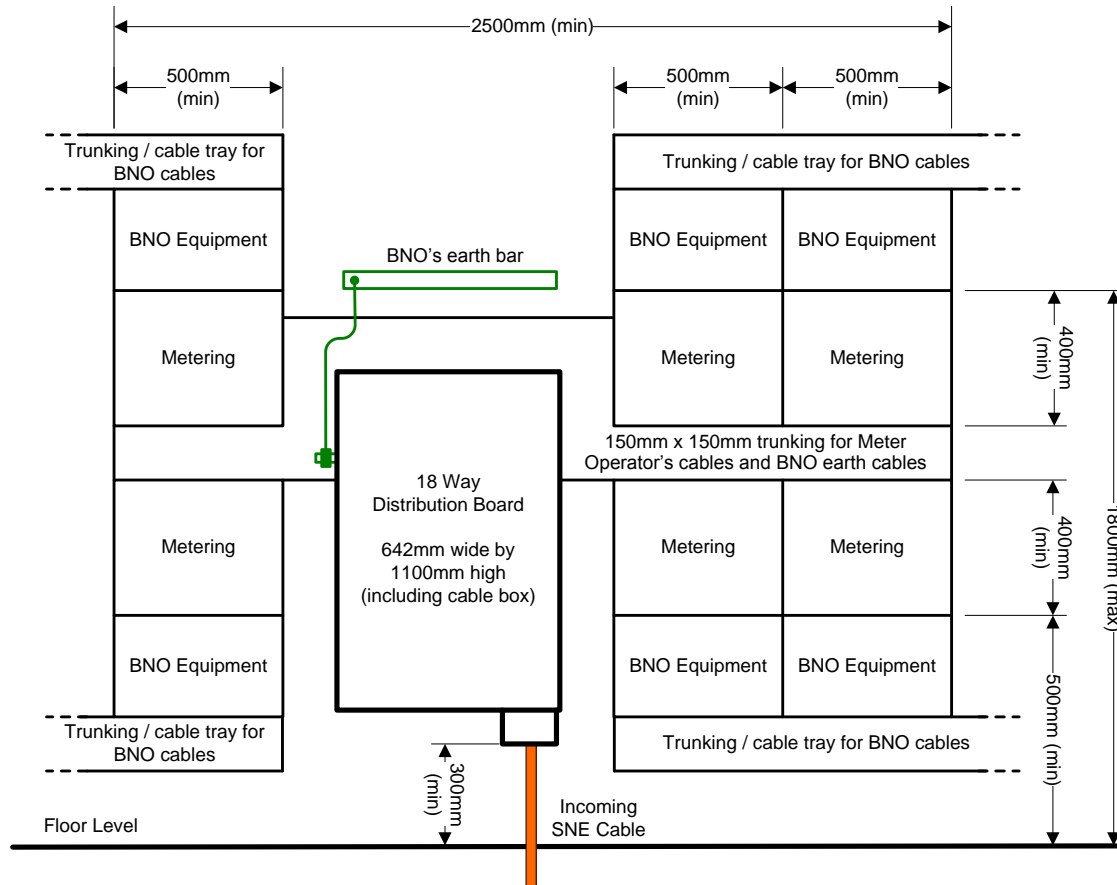 2500mm (min)
500mm
(min)
500mm
(min)
500mm
(min)
Trunking / cable tray for
BNO cables
Trunking / cable tray for BNO cables
BNO Equipment
BNO Equipment
BNO Equipment
BNO's earth bar
Metering
Metering
Metering
400mm
(min)
1800mm (max)
150mm x 150mm trunking for Meter
Operator's cables and BNO earth cables
18 Way
Distribution Board
642mm wide by
1100mm high
(including cable box)
Metering
Metering
Metering
400mm
(min)
BNO Equipment
BNO Equipment
BNO Equipment
500mm (min)
Trunking / cable tray for
BNO cables
Trunking / cable tray for BNO cables
300mm
(min)
Incoming
SNE Cable
Floor Level